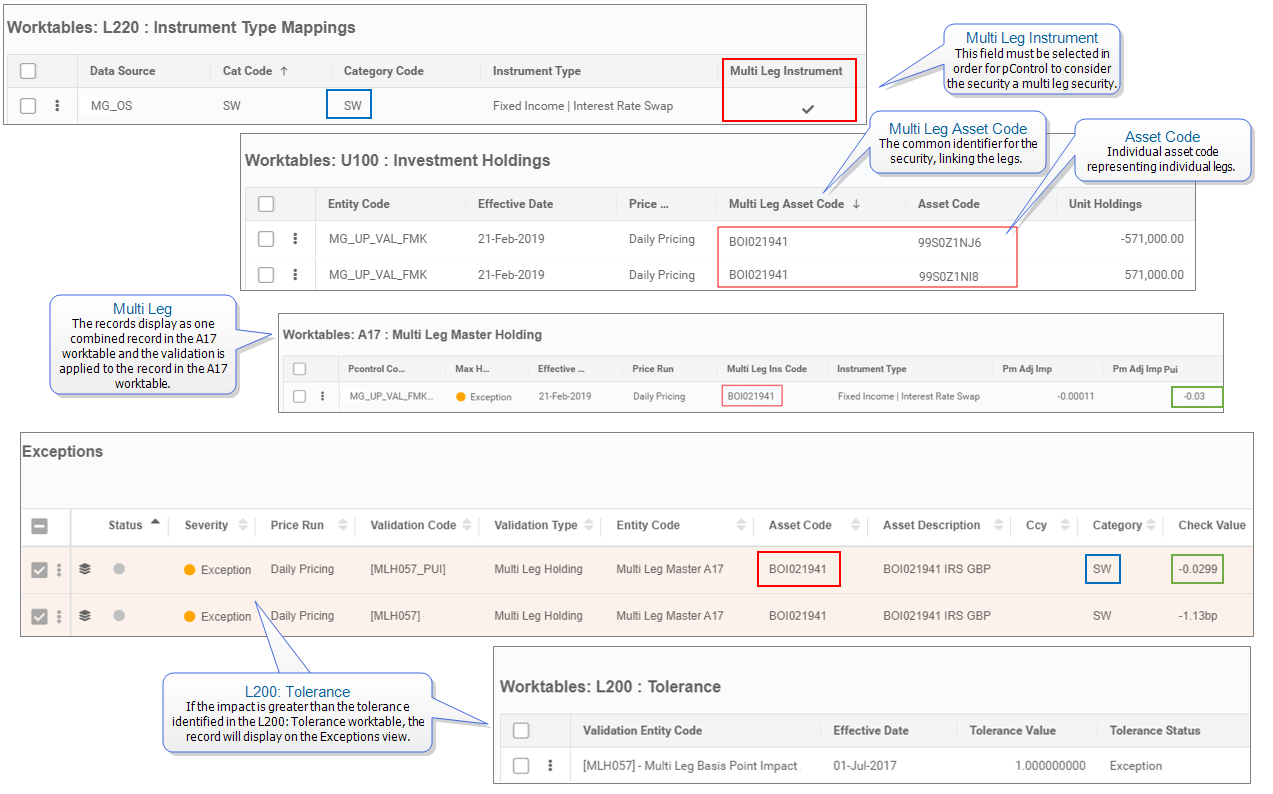 Worktables: L220 : Instrument Type Mappings
Data Source Cat Code ↑ Category Code Instrument Type Multi Leg Instrument
MG_OS SW SW Fixed Income | Interest Rate Swap ✓
Multi Leg Instrument
This field must be selected in
order for pControl to consider
the security a multi leg security.
Multi Leg Asset Code
The common identifier for the
security, linking the legs.
Asset Code
Individual asset code
representing individual legs.
Worktables: U100 : Investment Holdings
Entity Code Effective Date Price ... Multi Leg Asset Code ↓ Asset Code Unit Holdings
MG_UP_VAL_FMK 21-Feb-2019 Daily Pricing BOI021941 99S0Z1NJ6 -571,000.00
MG_UP_VAL_FMK 21-Feb-2019 Daily Pricing BOI021941 99S0Z1NI8 571,000.00
Multi Leg
The records display as one
combined record in the A17
worktable and the validation is
applied to the record in the A17
worktable.
Worktables: A17 : Multi Leg Master Holding
Pcontrol Co... Max H... Effective ... Price Run Multi Leg Ins Code Instrument Type Pm Adj Imp Pm Adj Imp Pui
MG_UP_VAL_FMK... Exception 21-Feb-2019 Daily Pricing BOI021941 Fixed Income | Interest Rate Swap -0.00011 -0.03
Exceptions
Status Severity Price Run Validation Code Validation Type Entity Code Asset Code Asset Description Ccy Category Check Value
Exception Daily Pricing [MLH057_PUI] Multi Leg Holding Multi Leg Master A17 BOI021941 BOI021941 IRS GBP SW -0.0299
Exception Daily Pricing [MLH057] Multi Leg Holding Multi Leg Master A17 BOI021941 BOI021941 IRS GBP SW -1.13bp
L200: Tolerance
If the impact is greater than the tolerance
identified in the L200: Tolerance worktable, the
record will display on the Exceptions view.
Worktables: L200 : Tolerance
Validation Entity Code Effective Date Tolerance Value Tolerance Status
[MLH057] - Multi Leg Basis Point Impact 01-Jul-2017 1.000000000 Exception